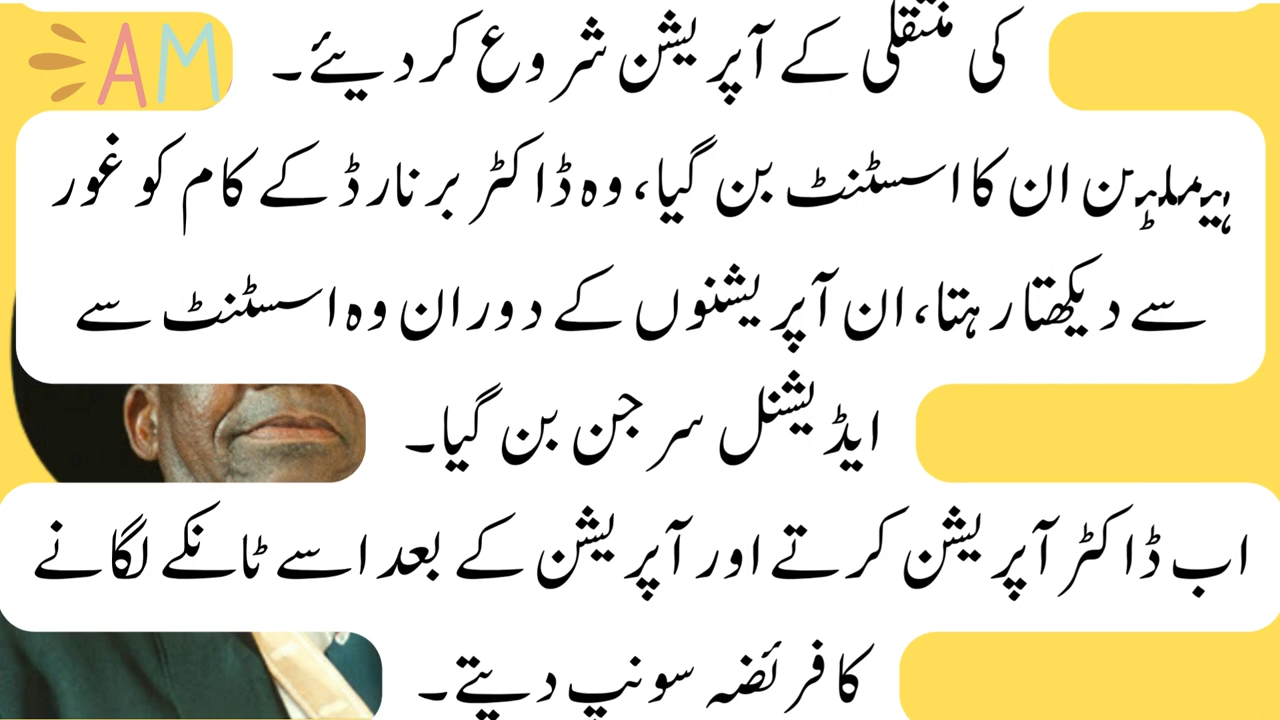 AM
کی منتقلی کے آپریشن شروع کر دیئے۔
ہیملٹن ان کا اسسٹنٹ بن گیا، وہ ڈاکٹر برنارڈ کے کام کو غور
سے دیکھتا رہتا، ان آپریشنوں کے دوران وہ اسسٹنٹ سے
ایڈیشنل سرجن بن گیا۔
اب ڈاکٹر آپریشن کرتے اور آپریشن کے بعد اسے ٹانکے لگانے
کا فریضہ سونپ دیتے۔